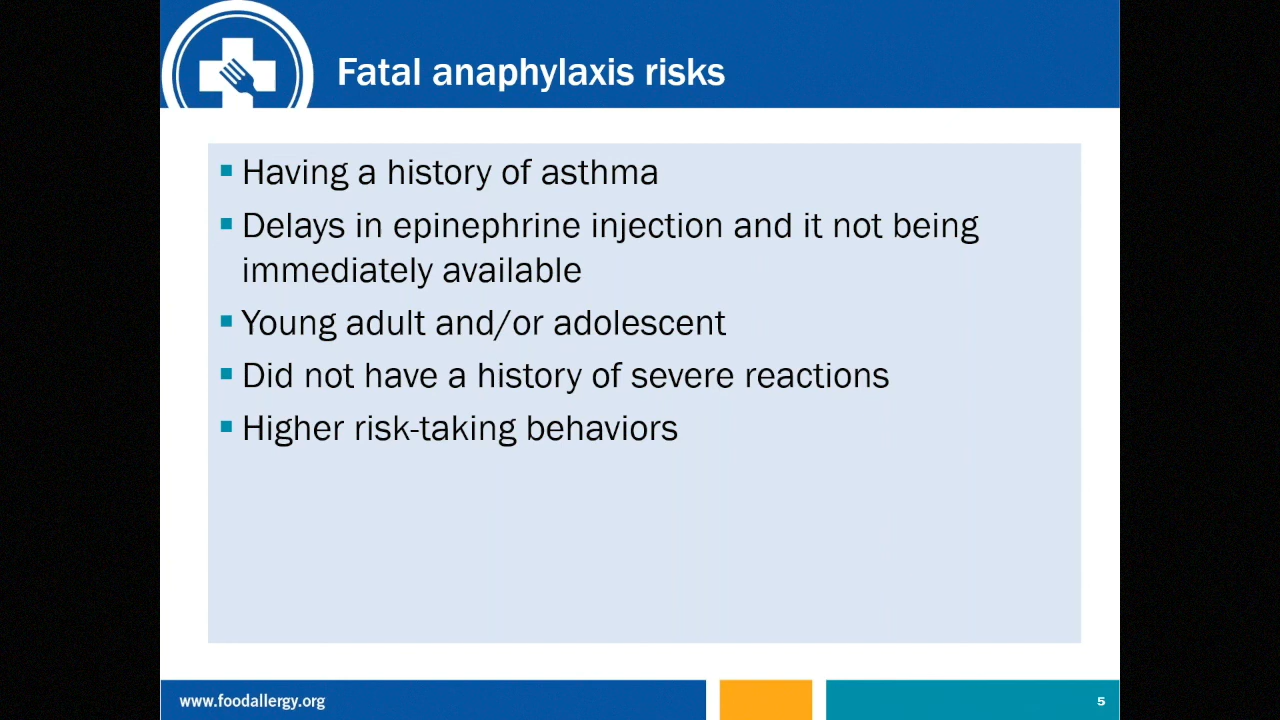 Fatal anaphylaxis risks
Having a history of asthma
Delays in epinephrine injection and it not being
immediately available
Young adult and/or adolescent
Did not have a history of severe reactions
Higher risk-taking behaviors
www.foodallergy.org
5